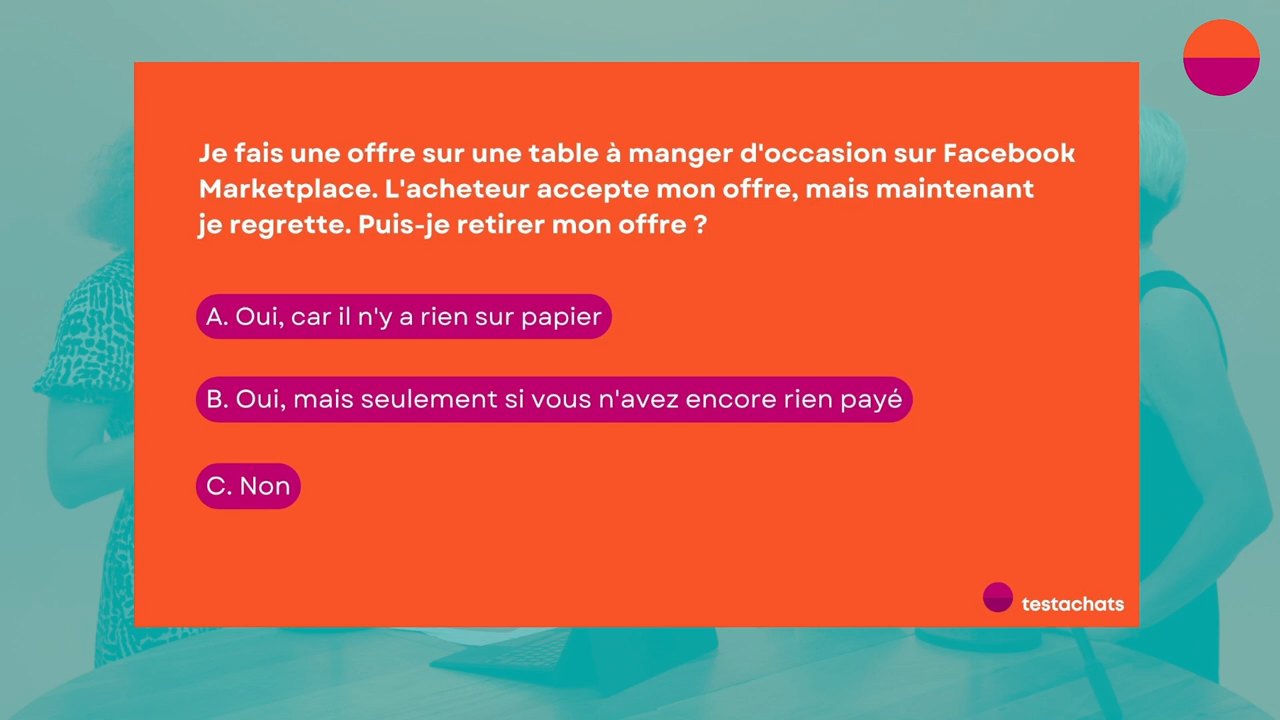 Je fais une offre sur une table à manger d'occasion sur Facebook
Marketplace. L'acheteur accepte mon offre, mais maintenant
je regrette. Puis-je retirer mon offre ?
A. Oui, car il n'y a rien sur papier
B. Oui, mais seulement si vous n'avez encore rien payé
C. Non
testachats